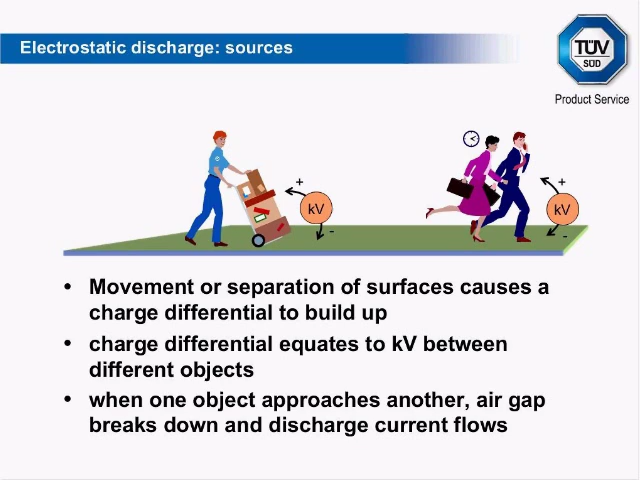 Electrostatic discharge: sources
TÜV
SÜD
Product Service
+
kV
-
+
kV
-
• Movement or separation of surfaces causes a
charge differential to build up
• charge differential equates to kV between
different objects
• when one object approaches another, air gap
breaks down and discharge current flows